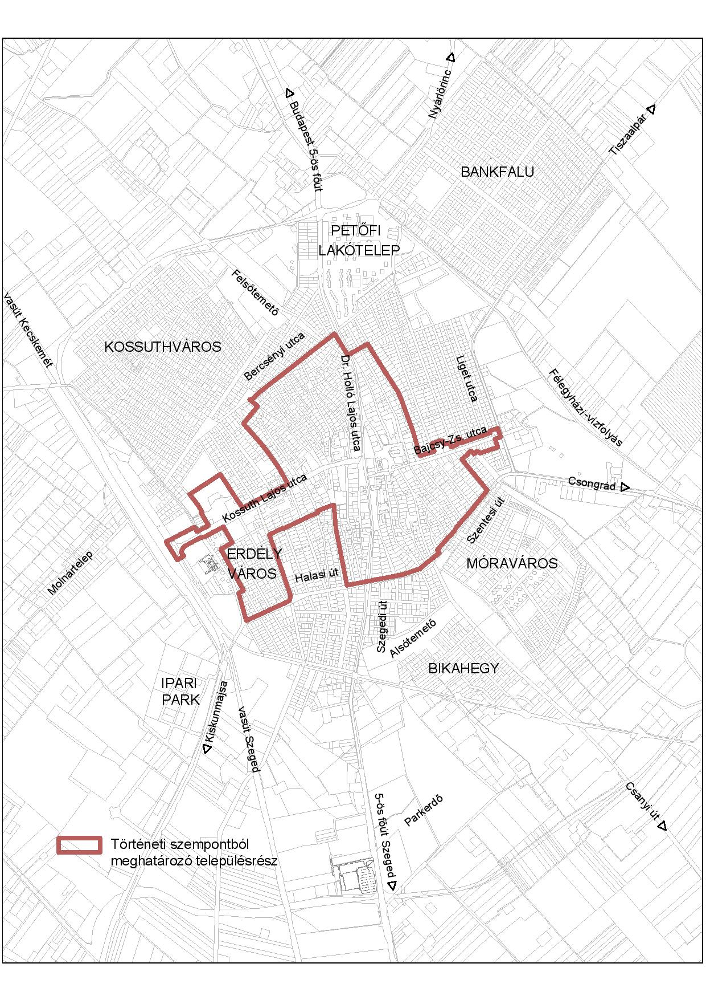 Nyárlőrinc
Budapest 5-ös főút
Tiszaalpár
BANKFALU
PETŐFI
LAKÓTELEP
Felsőtemető
vasút Kecskemét
KOSSUTHVÁROS
Bercsényi utca
Dr. Holló Lajos utca
Liget utca
Félegyházi-vízfolyás
Bajcsy-Zs. utca
Kossuth Lajos utca
Csongrád
Szentesi út
ERDÉLY
VÁROS
MÓRAVÁROS
Molnártelep
Halasi út
Szegedi út
Alsótemető
BIKAHEGY
IPARI
PARK
Kiskunmajsa
vasút Szeged
5-ös főút Szeged
Parkerdő
Csanyi út
Történeti szempontból
meghatározó településrész